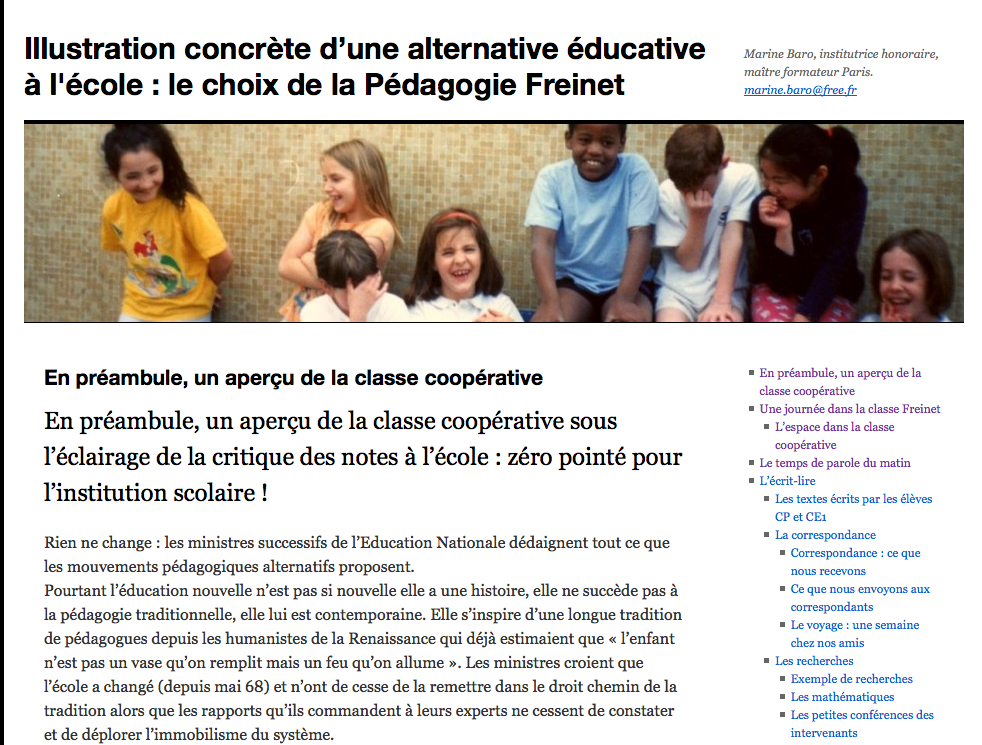 Illustration concrète d’une alternative éducative
à l'école : le choix de la Pédagogie Freinet
Marine Baro, institutrice honoraire,
maître formateur Paris.
marine.baro@free.fr
En préambule, un aperçu de la classe coopérative
En préambule, un aperçu de la classe coopérative sous
l’éclairage de la critique des notes à l’école : zéro pointé pour
l’institution scolaire !
Rien ne change : les ministres successifs de l’Education Nationale dédaignent tout ce que
les mouvements pédagogiques alternatifs proposent.
Pourtant l’éducation nouvelle n’est pas si nouvelle elle a une histoire, elle ne succède pas à
la pédagogie traditionnelle, elle lui est contemporaine. Elle s’inspire d’une longue tradition
de pédagogues depuis les humanistes de la Renaissance qui déjà estimaient que « l’enfant
n’est pas un vase qu’on remplit mais un feu qu’on allume ». Les ministres croient que
l’école a changé (depuis mai 68) et n’ont de cesse de la remettre dans le droit chemin de la
tradition alors que les rapports qu’ils commandent à leurs experts ne cessent de constater
et de déplorer l’immobilisme du système.
En préambule, un aperçu de la
classe coopérative
Une journée dans la classe Freinet
L’espace dans la classe
coopérative
Le temps de parole du matin
L’écrit-lire
Les textes écrits par les élèves
CP et CE1
La correspondance
Correspondance : ce que
nous recevons
Ce que nous envoyons aux
correspondants
Le voyage : une semaine
chez nos amis
Les recherches
Exemple de recherches
Les mathématiques
Les petites conférences des
intervenants